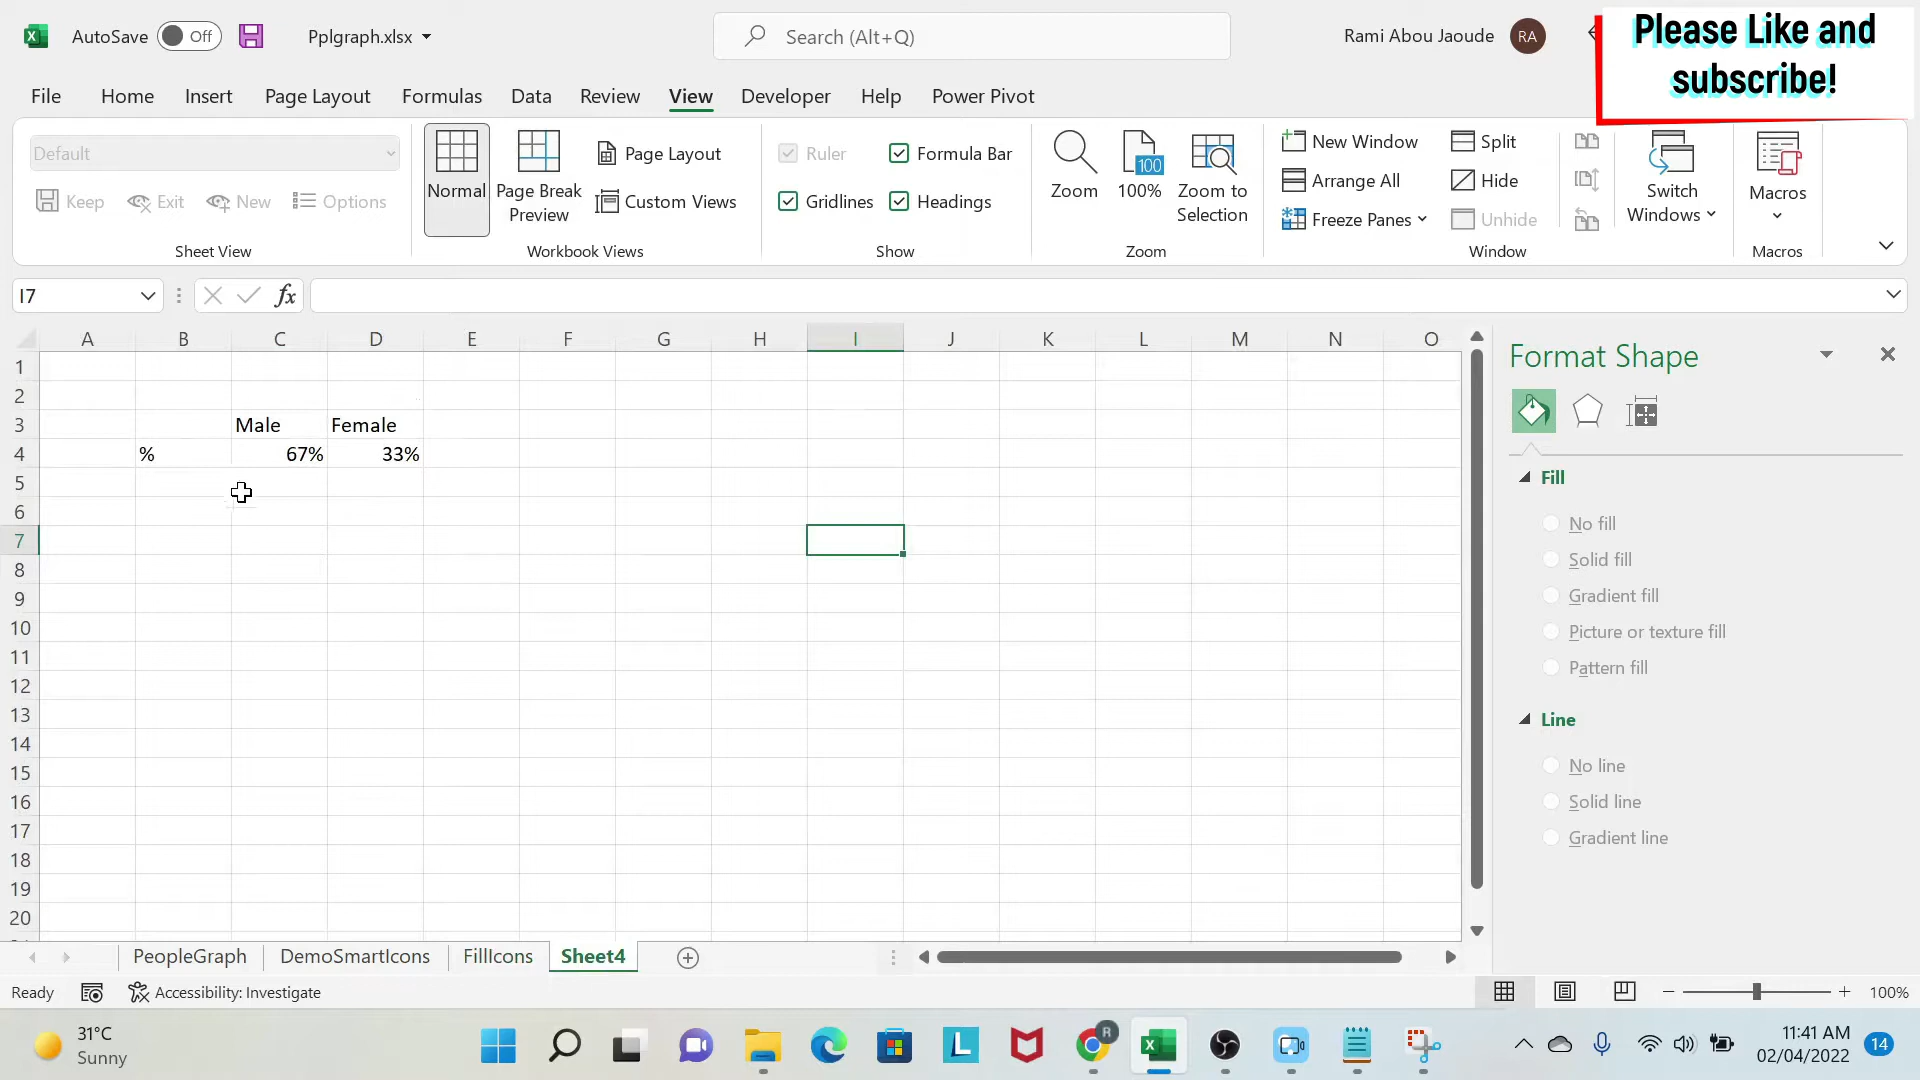 AutoSave Off Pplgraph.xlsx Search (Alt+Q) Rami Abou Jaoude RA
Please Like and
subscribe!
File Home Insert Page Layout Formulas Data Review View Developer Help Power Pivot
Default
Keep Exit New Options
Sheet View
Normal
Page Break
Preview
Page Layout
Custom Views
Workbook Views
Ruler Formula Bar
Gridlines Headings
Show
Zoom
100
100%
Zoom to
Selection
Zoom
New Window Split
Arrange All Hide
Freeze Panes Unhide
Window
Switch
Windows
Macros
Macros
I7 fx
A B C D E F G H I J K L M N O
1
2
3 Male Female
4 % 67% 33%
5
6
7
8
9
10
11
12
13
14
15
16
17
18
19
20
Format Shape
Fill
No fill
Solid fill
Gradient fill
Picture or texture fill
Pattern fill
Line
No line
Solid line
Gradient line
PeopleGraph DemoSmartIcons FillIcons Sheet4
Ready Accessibility: Investigate 100%
31°C
Sunny
L
R
11:41 AM
02/04/2022
14